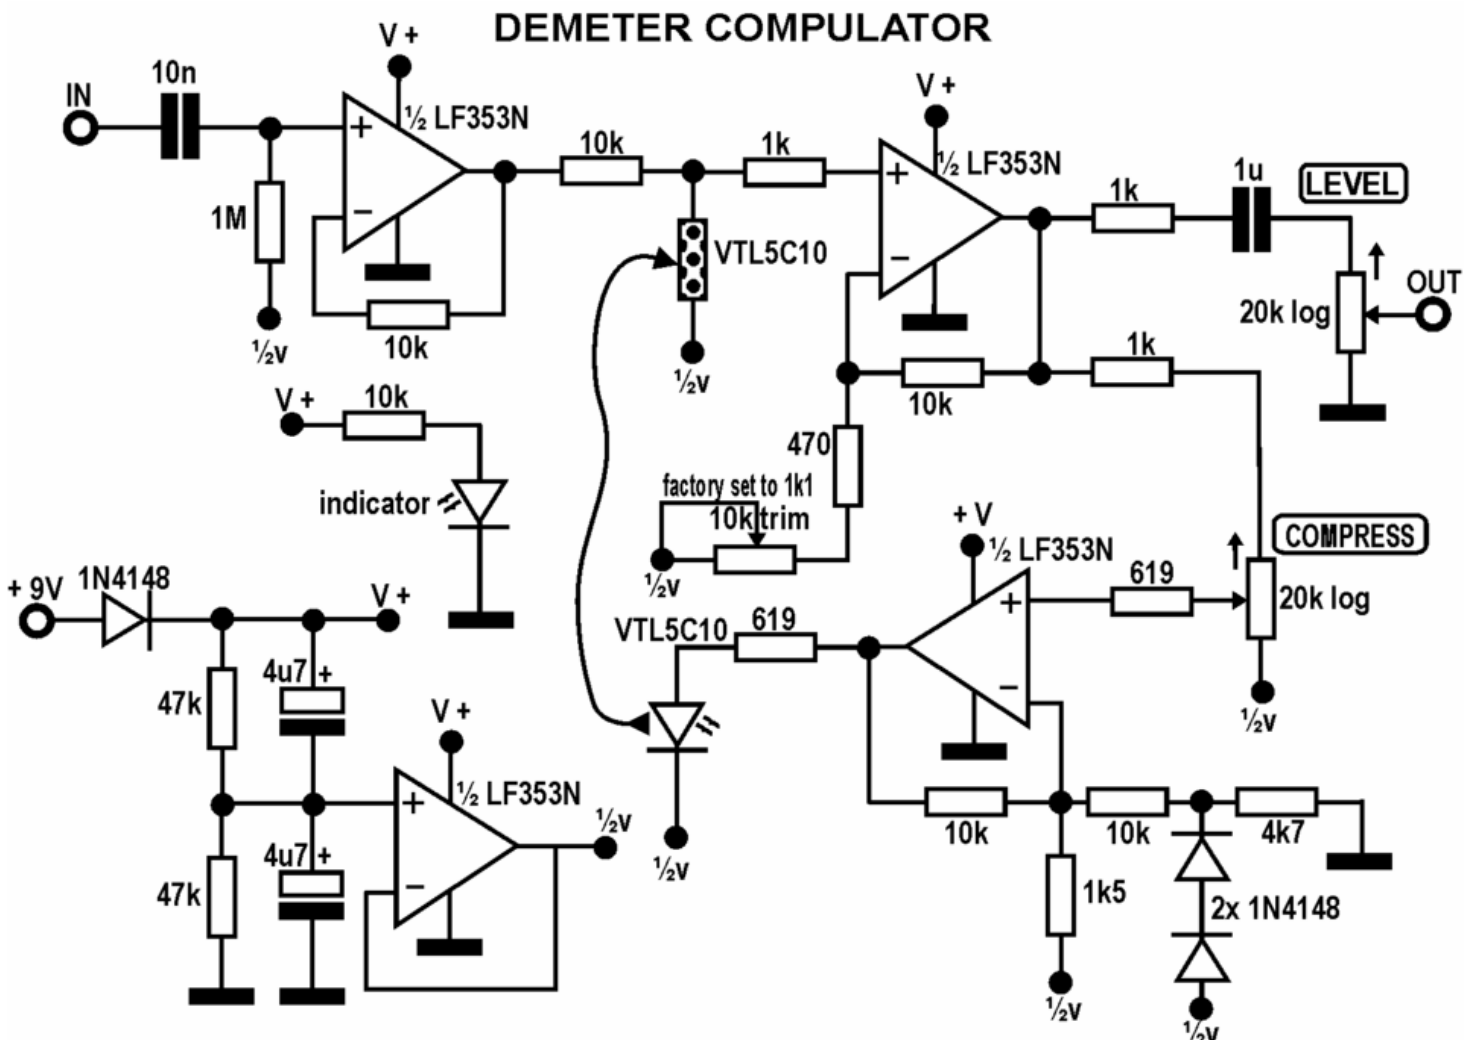 DEMETER COMPULATOR
V +
10n
IN
+
½ LF353N
1M
−
½v
10k
10k
VTL5C10
½v
1k
V +
½ LF353N
+
−
1k
1u
LEVEL
20k log
OUT
10k
1k
470
factory set to 1k1
10k trim
½v
V +
10k
indicator
+ 9V
1N4148
V +
47k
4u7 +
47k
4u7 +
V +
½ LF353N
+
−
½v
VTL5C10
619
½v
+ V
½ LF353N
+
−
619
COMPRESS
20k log
½v
10k
10k
4k7
1k5
½v
2x 1N4148
½v